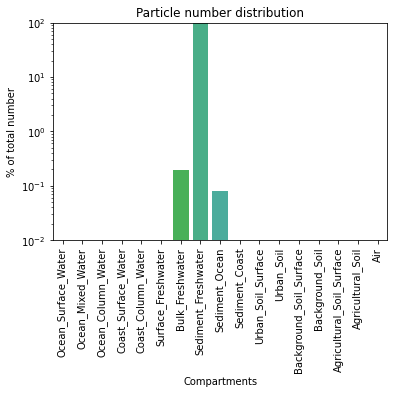 Particle number distribution
% of total number
10²
10¹
10⁰
10⁻¹
10⁻²
Ocean_Surface_Water
Ocean_Mixed_Water
Ocean_Column_Water
Coast_Surface_Water
Coast_Column_Water
Surface_Freshwater
Bulk_Freshwater
Sediment_Freshwater
Sediment_Ocean
Sediment_Coast
Urban_Soil_Surface
Urban_Soil
Background_Soil_Surface
Background_Soil
Agricultural_Soil_Surface
Agricultural_Soil
Air
Compartments